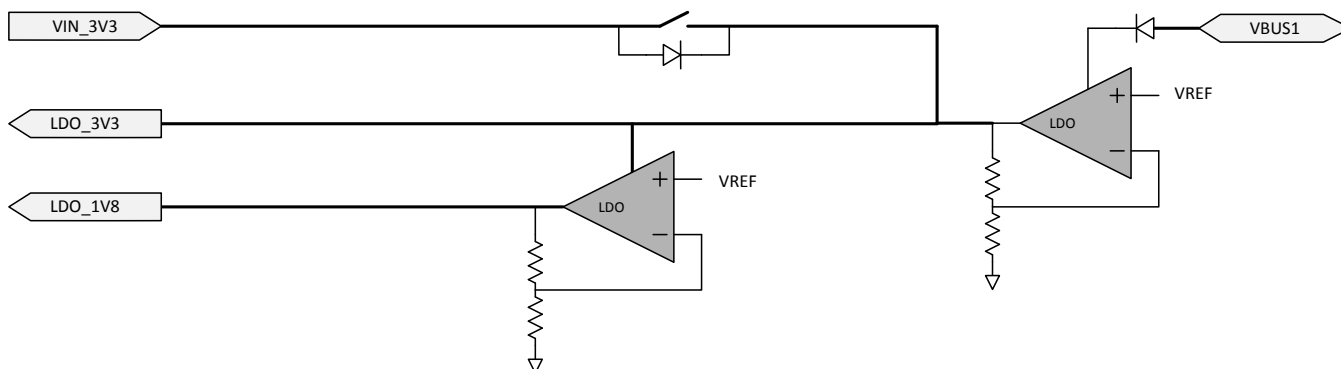 VIN_3V3
VBUS1
+
VREF
LDO_3V3
LDO
−
+
VREF
LDO_1V8
LDO
−